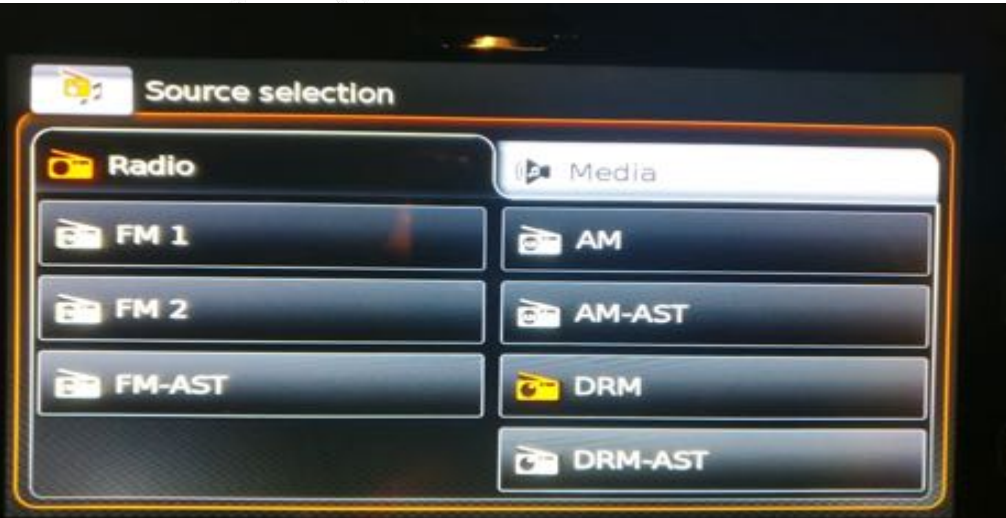 Source selection
Radio
Media
FM 1
AM
FM 2
AM-AST
FM-AST
DRM
DRM-AST